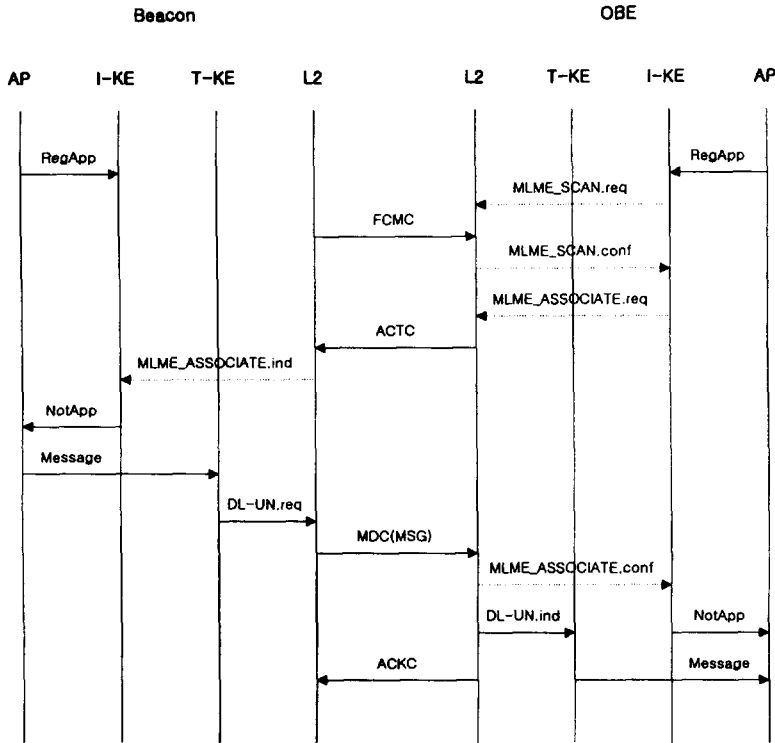 Beacon OBE
AP I-KE T-KE L2 L2 T-KE I-KE AP
RegApp RegApp
MLME_SCAN.req
FCMC
MLME_SCAN.conf
MLME_ASSOCIATE.req
ACTC
MLME_ASSOCIATE.ind
NotApp
Message
DL-UN.req
MDC(MSG)
MLME_ASSOCIATE.conf
DL-UN.ind NotApp
ACKC Message